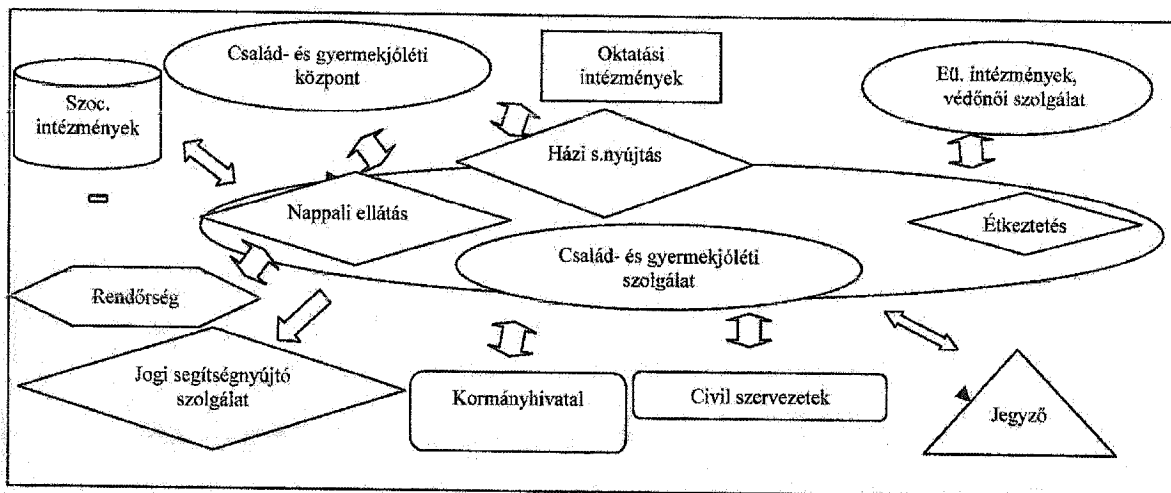 Család- és gyermekjóléti
központ
Oktatási
intézmények
Eü. intézmények,
védőnői szolgálat
Szoc.
intézmények
Házi s.nyújtás
Nappali ellátás
Étkeztetés
Család- és gyermekjóléti
szolgálat
Rendőrség
Jogi segítségnyújtó
szolgálat
Kormányhivatal
Civil szervezetek
Jegyző